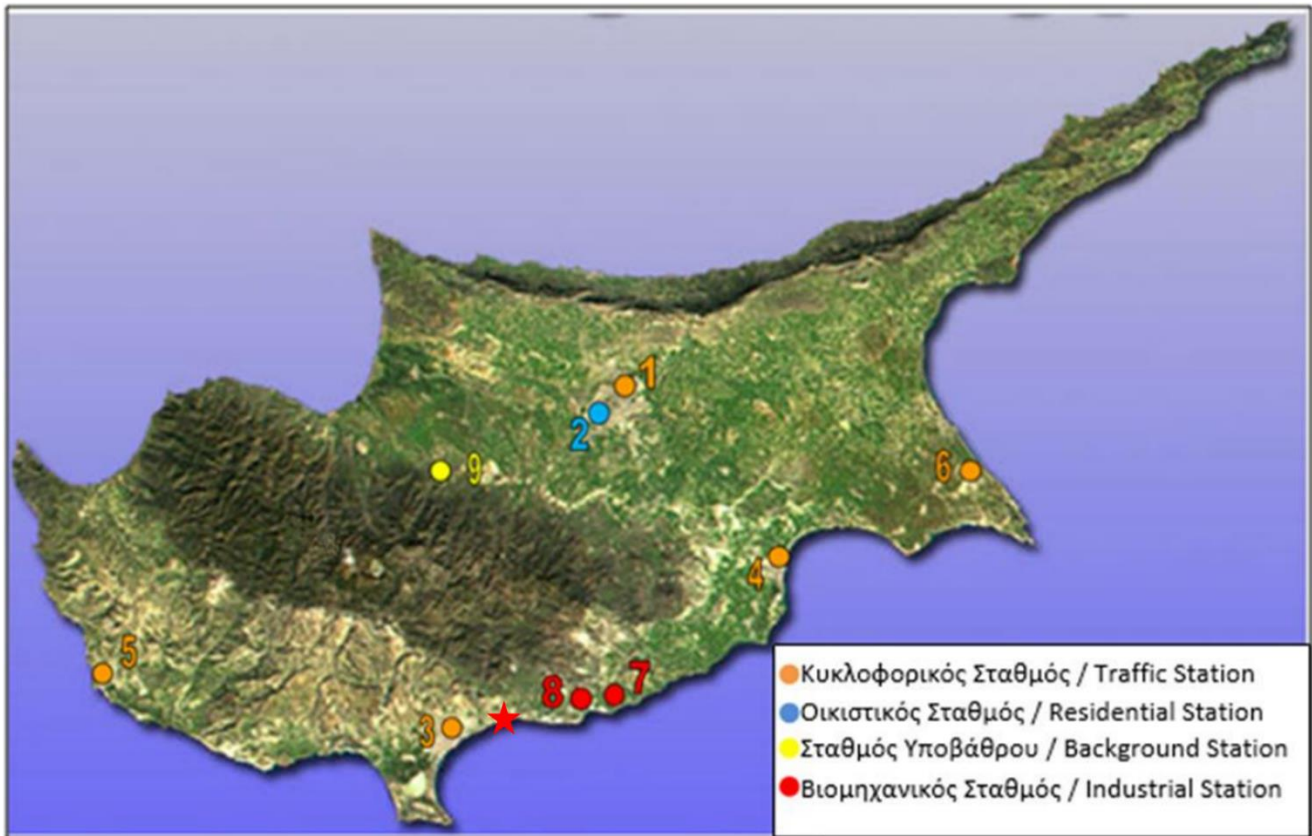 1
2
9
6
4
5
7
8
3
Κυκλοφορικός Σταθμός / Traffic Station
Οικιστικός Σταθμός / Residential Station
Σταθμός Υποβάθρου / Background Station
Βιομηχανικός Σταθμός / Industrial Station